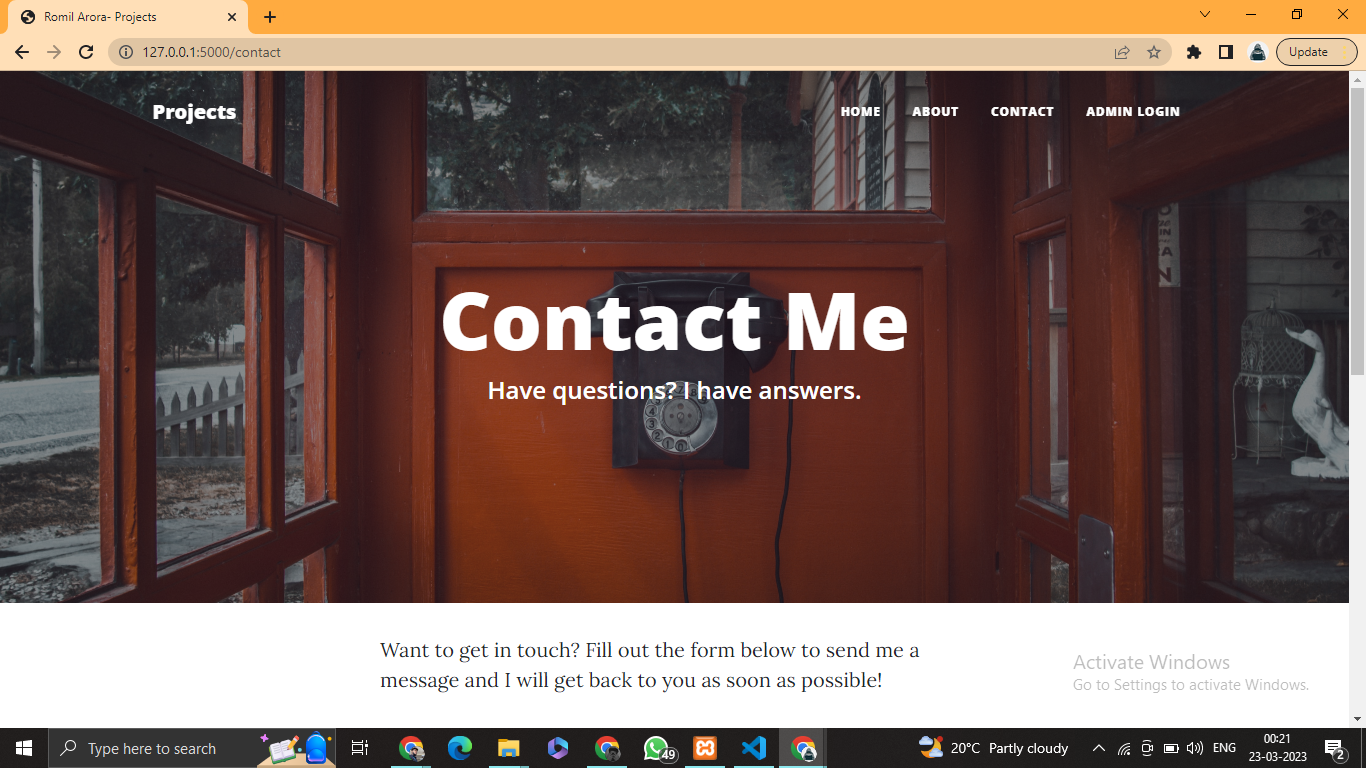 Romil Arora- Projects
127.0.0.1:5000/contact
Update
Projects
HOME ABOUT CONTACT ADMIN LOGIN
Contact Me
Have questions? I have answers.
Want to get in touch? Fill out the form below to send me a
message and I will get back to you as soon as possible!
Activate Windows
Go to Settings to activate Windows.
Type here to search
49
20°C Partly cloudy
ENG
00:21
23-03-2023
2